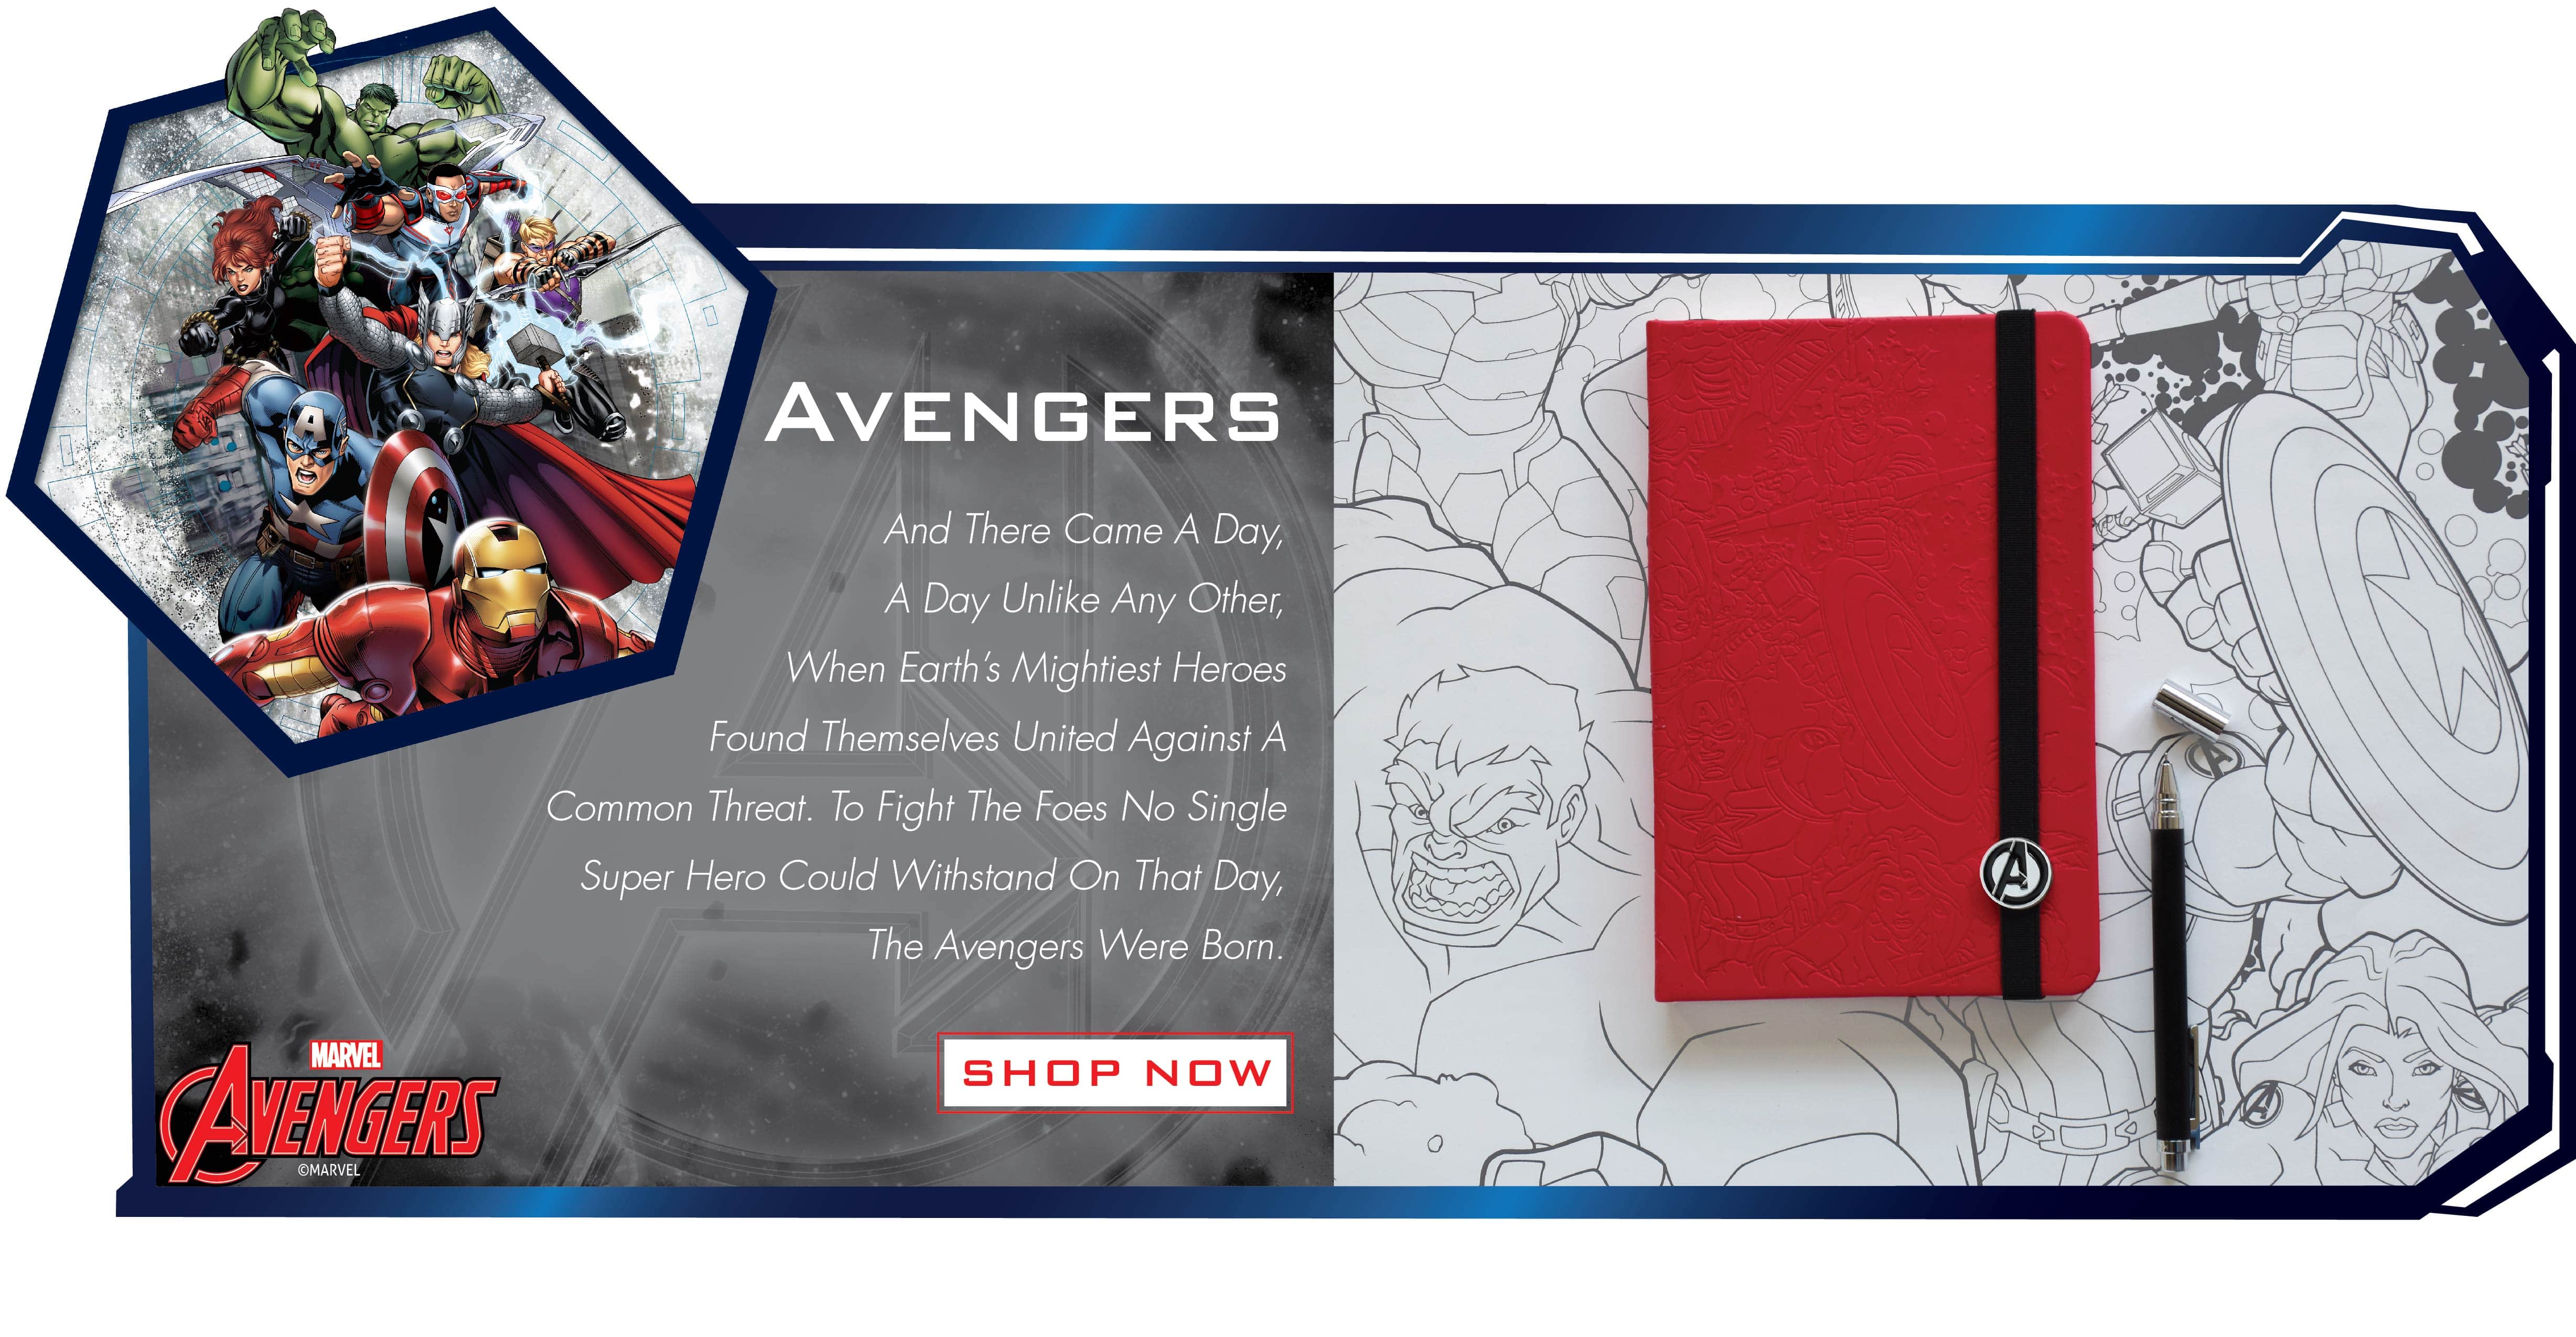 AVENGERS
And There Came A Day,
A Day Unlike Any Other,
When Earth's Mightiest Heroes
Found Themselves United Against A
Common Threat. To Fight The Foes No Single
Super Hero Could Withstand On That Day,
The Avengers Were Born.
SHOP NOW
MARVEL
AVENGERS
©MARVEL